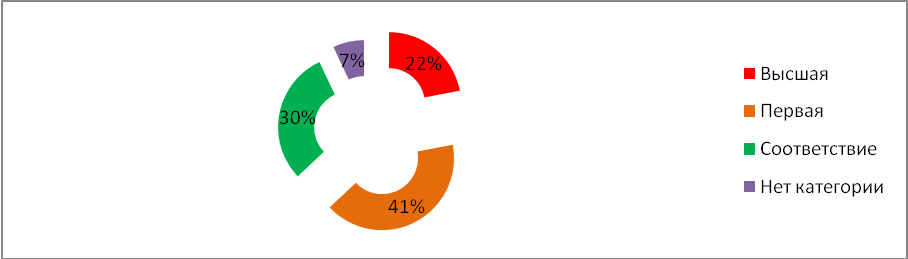 7%
22%
30%
41%
Высшая
Первая
Соответствие
Нет категории